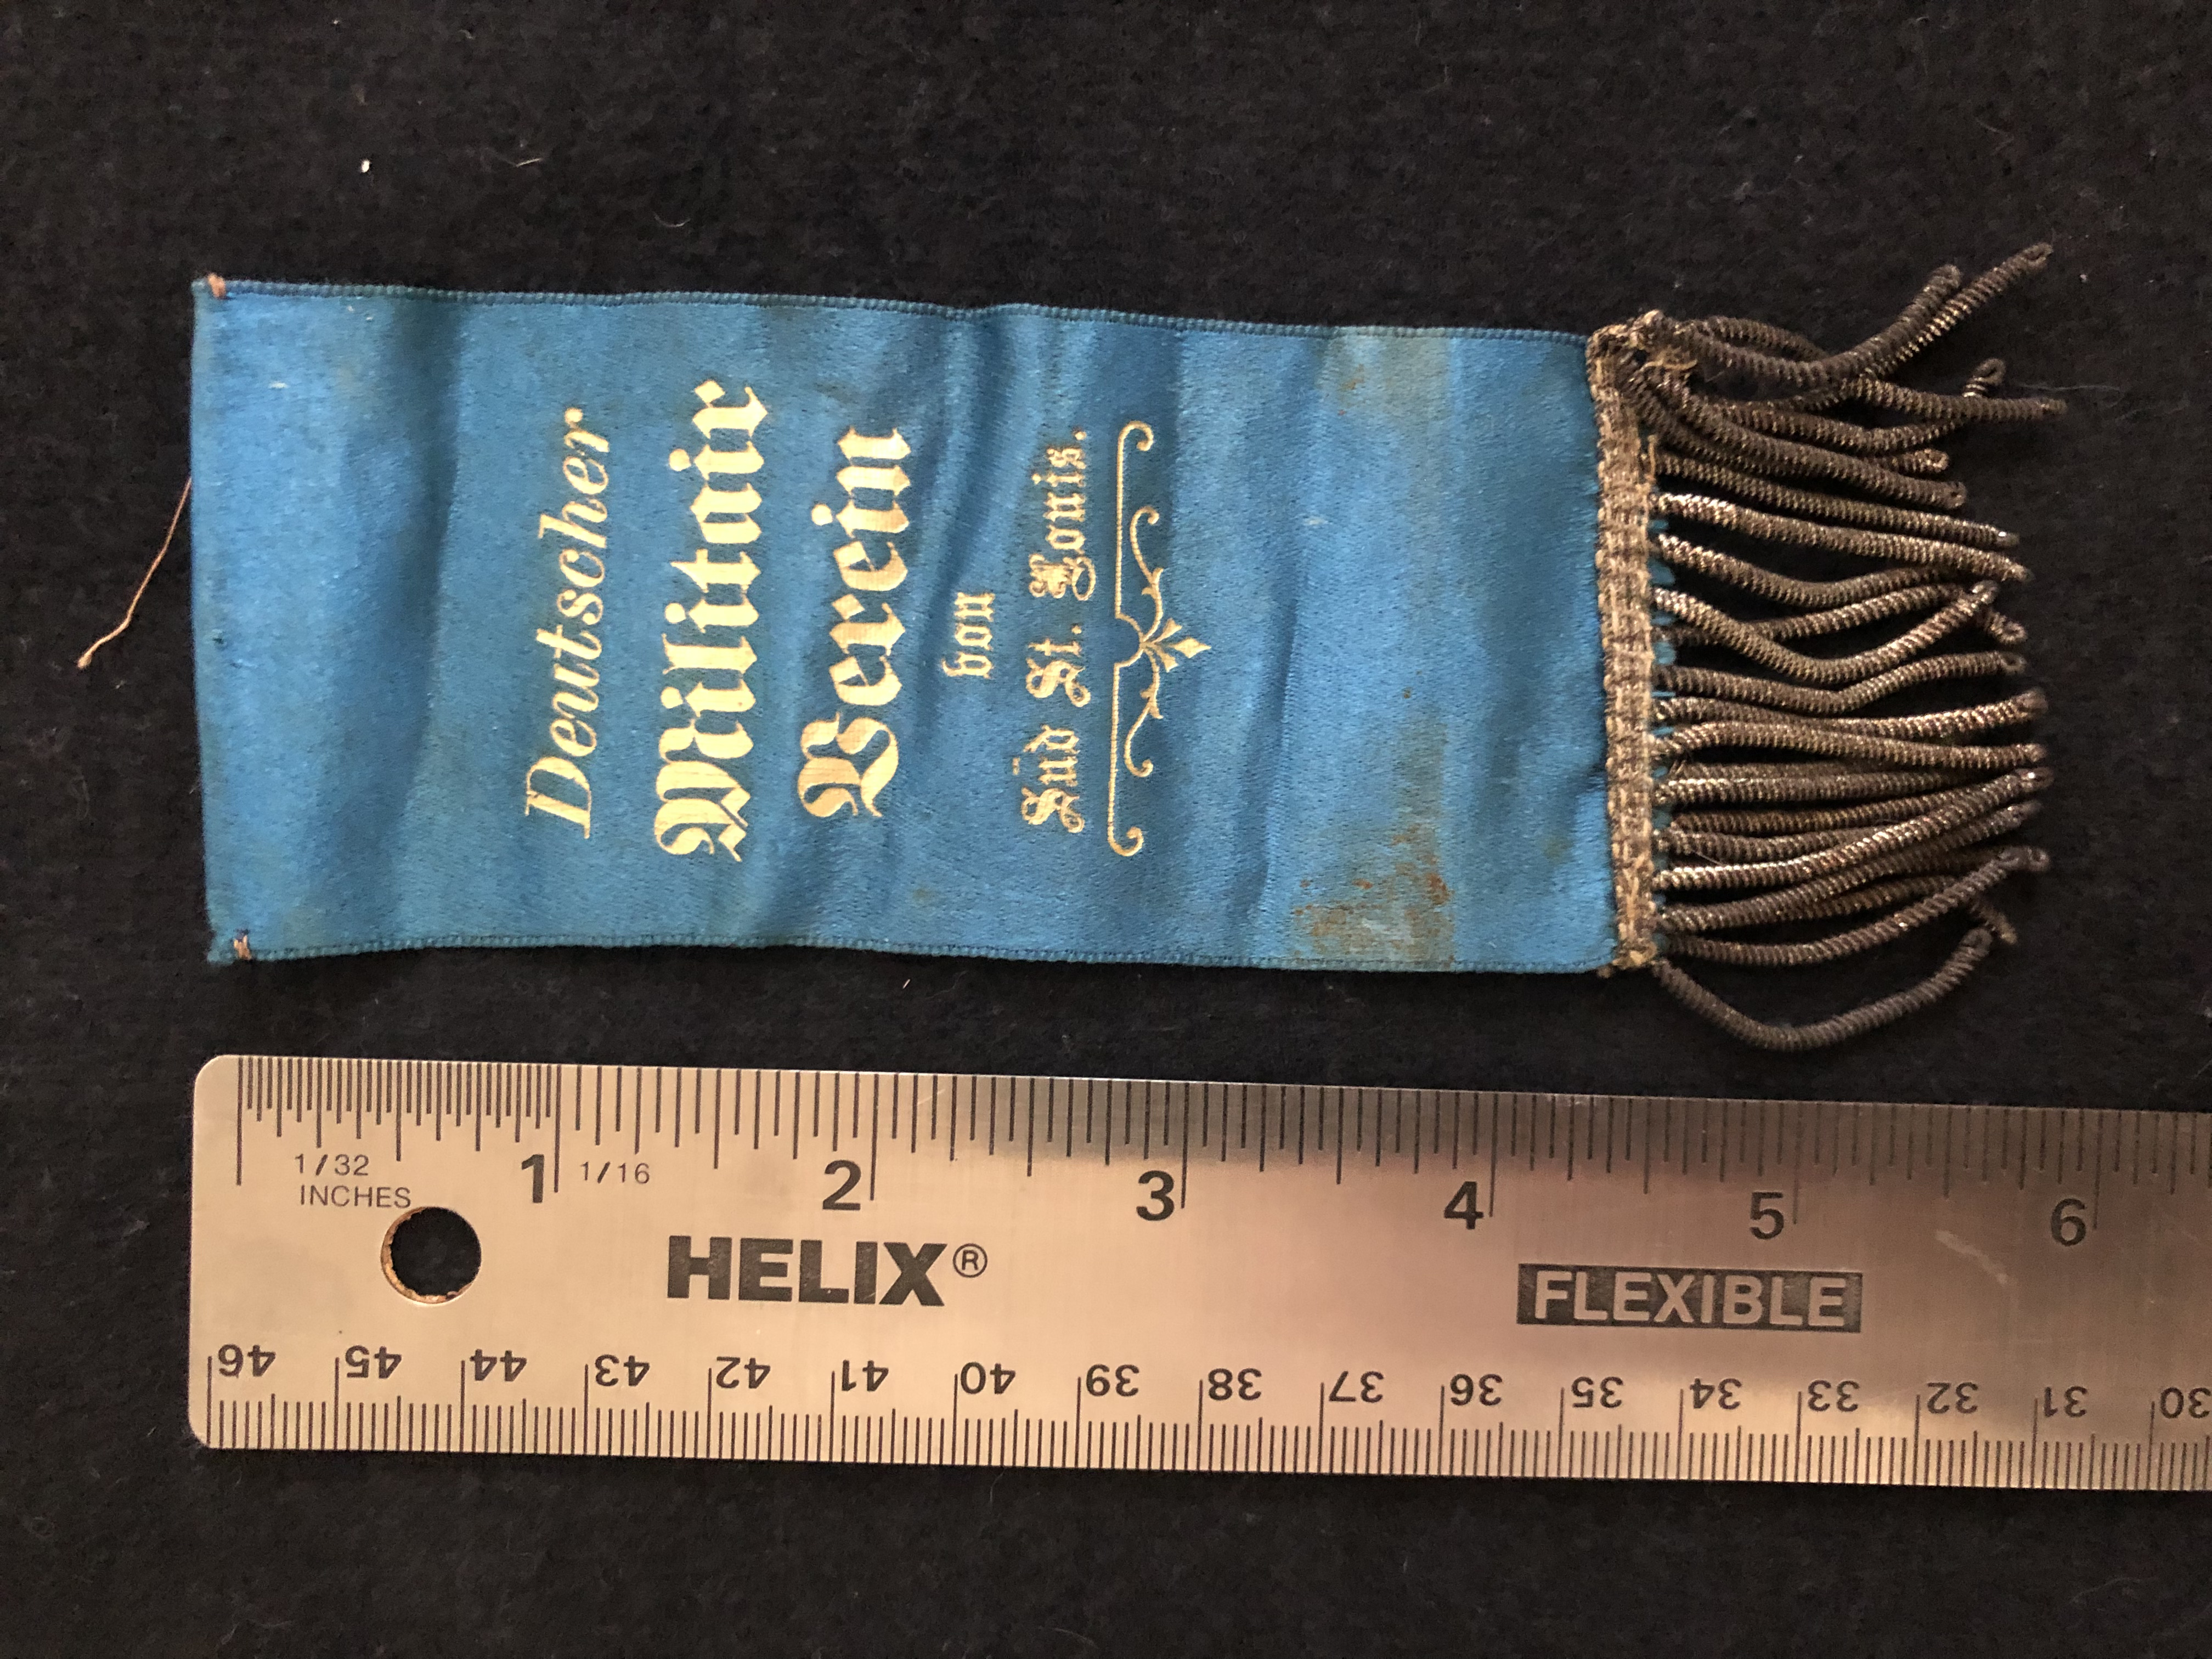 Deutscher
Militair
Verein
von
Süd St. Louis.
1/32
INCHES
1 1/16 2 3 4 5 6
HELIX®
FLEXIBLE
46 45 44 43 42 41 40 39 38 37 36 35 34 33 32 31 30